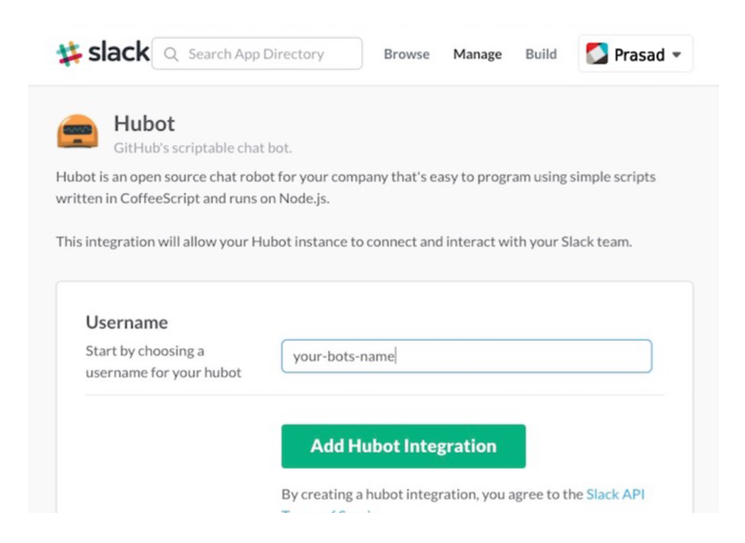 slack Search App Directory Browse Manage Build Prasad
Hubot
GitHub's scriptable chat bot.
Hubot is an open source chat robot for your company that's easy to program using simple scripts
written in CoffeeScript and runs on Node.js.
This integration will allow your Hubot instance to connect and interact with your Slack team.
Username
Start by choosing a
username for your hubot
your-bots-name
Add Hubot Integration
By creating a hubot integration, you agree to the Slack API